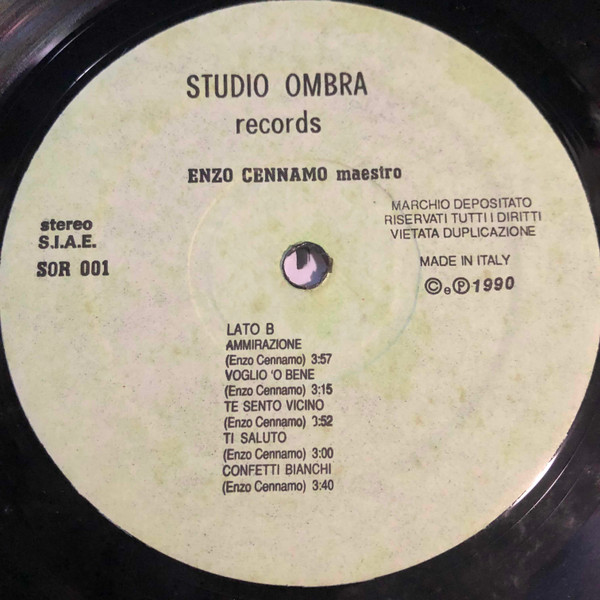 STUDIO OMBRA
records
ENZO CENNAMO maestro
stereo
S.I.A.E.
SOR 001
MARCHIO DEPOSITATO
RISERVATI TUTTI I DIRITTI
VIETATA DUPLICAZIONE
MADE IN ITALY
©e℗1990
LATO B
AMMIRAZIONE
(Enzo Cennamo) 3:57
VOGLIO 'O BENE
(Enzo Cennamo) 3:15
TE SENTO VICINO
(Enzo Cennamo) 3:52
TI SALUTO
(Enzo Cennamo) 3:00
CONFETTI BIANCHI
(Enzo Cennamo) 3:40